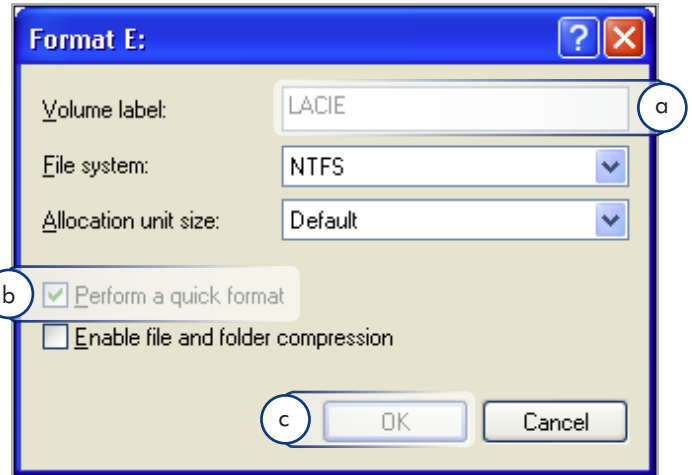 Format E:
?
Volume label: LACIE a
File system: NTFS
Allocation unit size: Default
b Perform a quick format
Enable file and folder compression
c OK Cancel